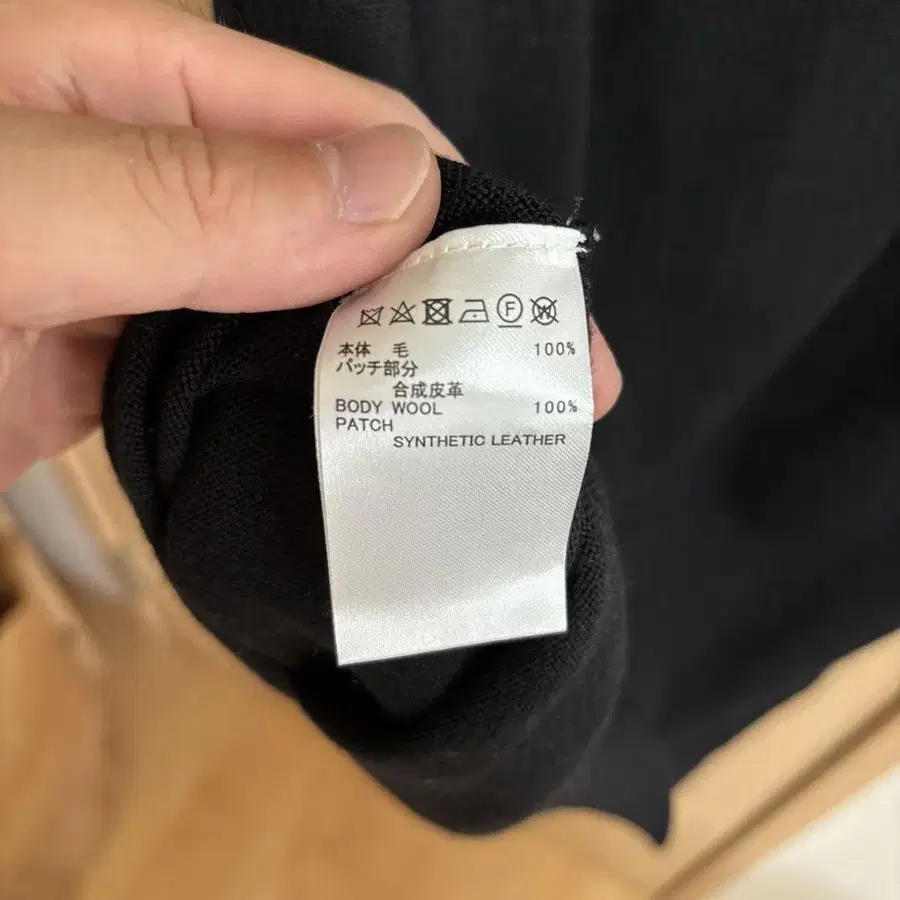 F W
本体 毛 100%
パッチ部分
合成皮革
BODY WOOL 100%
PATCH
SYNTHETIC LEATHER